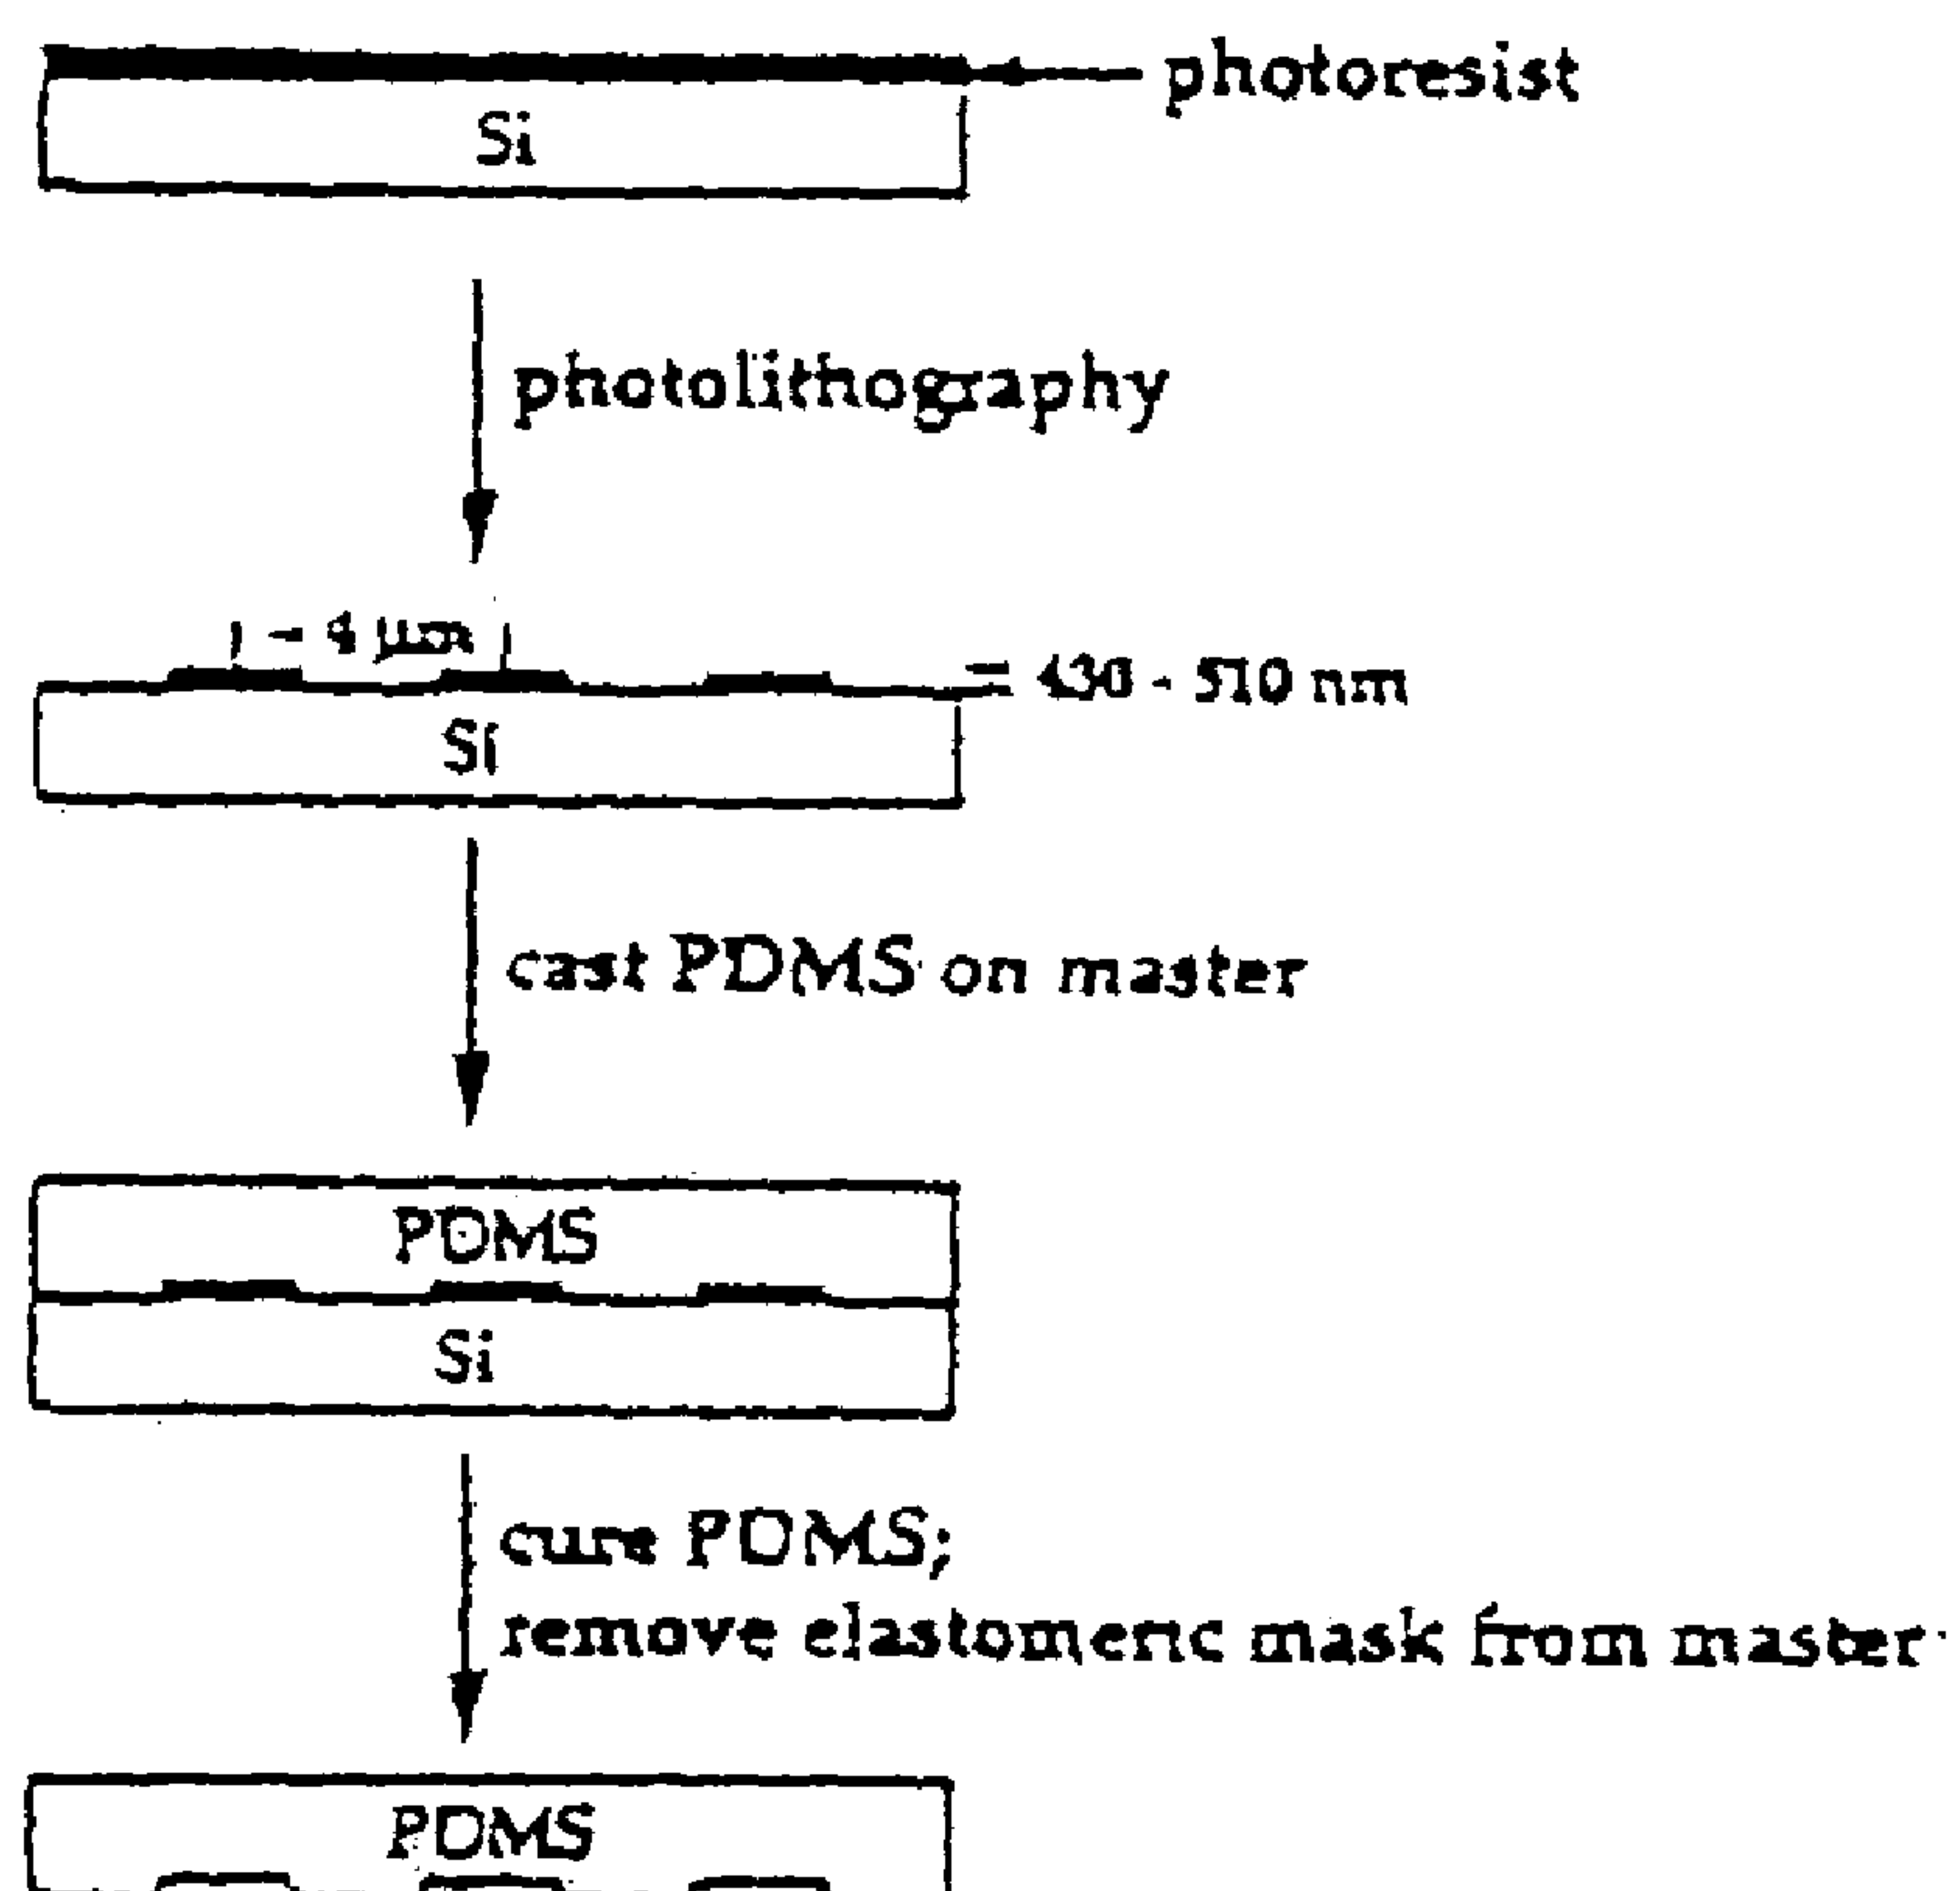 photoresist
Si
photolithography
~ 4 μm
Si
= 430 - 510 nm
cast PDMS on master
PDMS
Si
cure PDMS;
remove elastomeric mask from master
PDMS